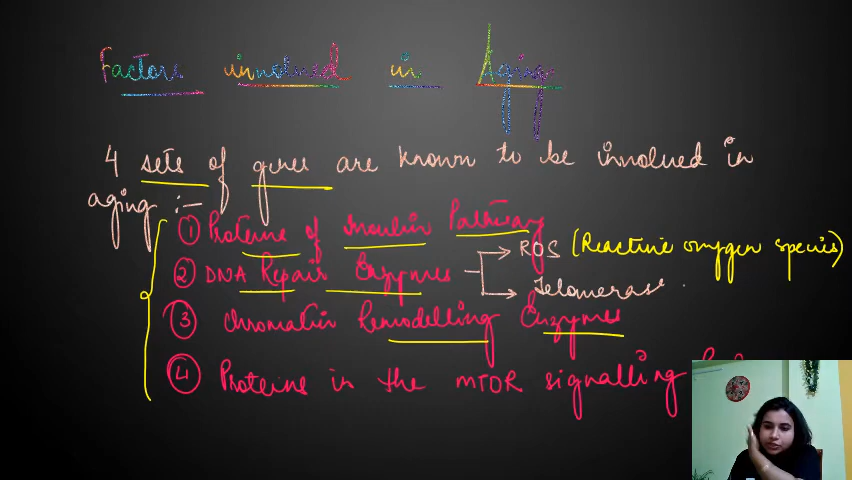 Factors involved in Aging
4 sets of genes are known to be involved in
aging :-
① Proteins of Insulin Pathway
ROS (Reactive oxygen species)
② DNA Repair Enzymes
Telomerase
③ Chromatin Remodelling Enzymes
④ Proteins in the mTOR signalling